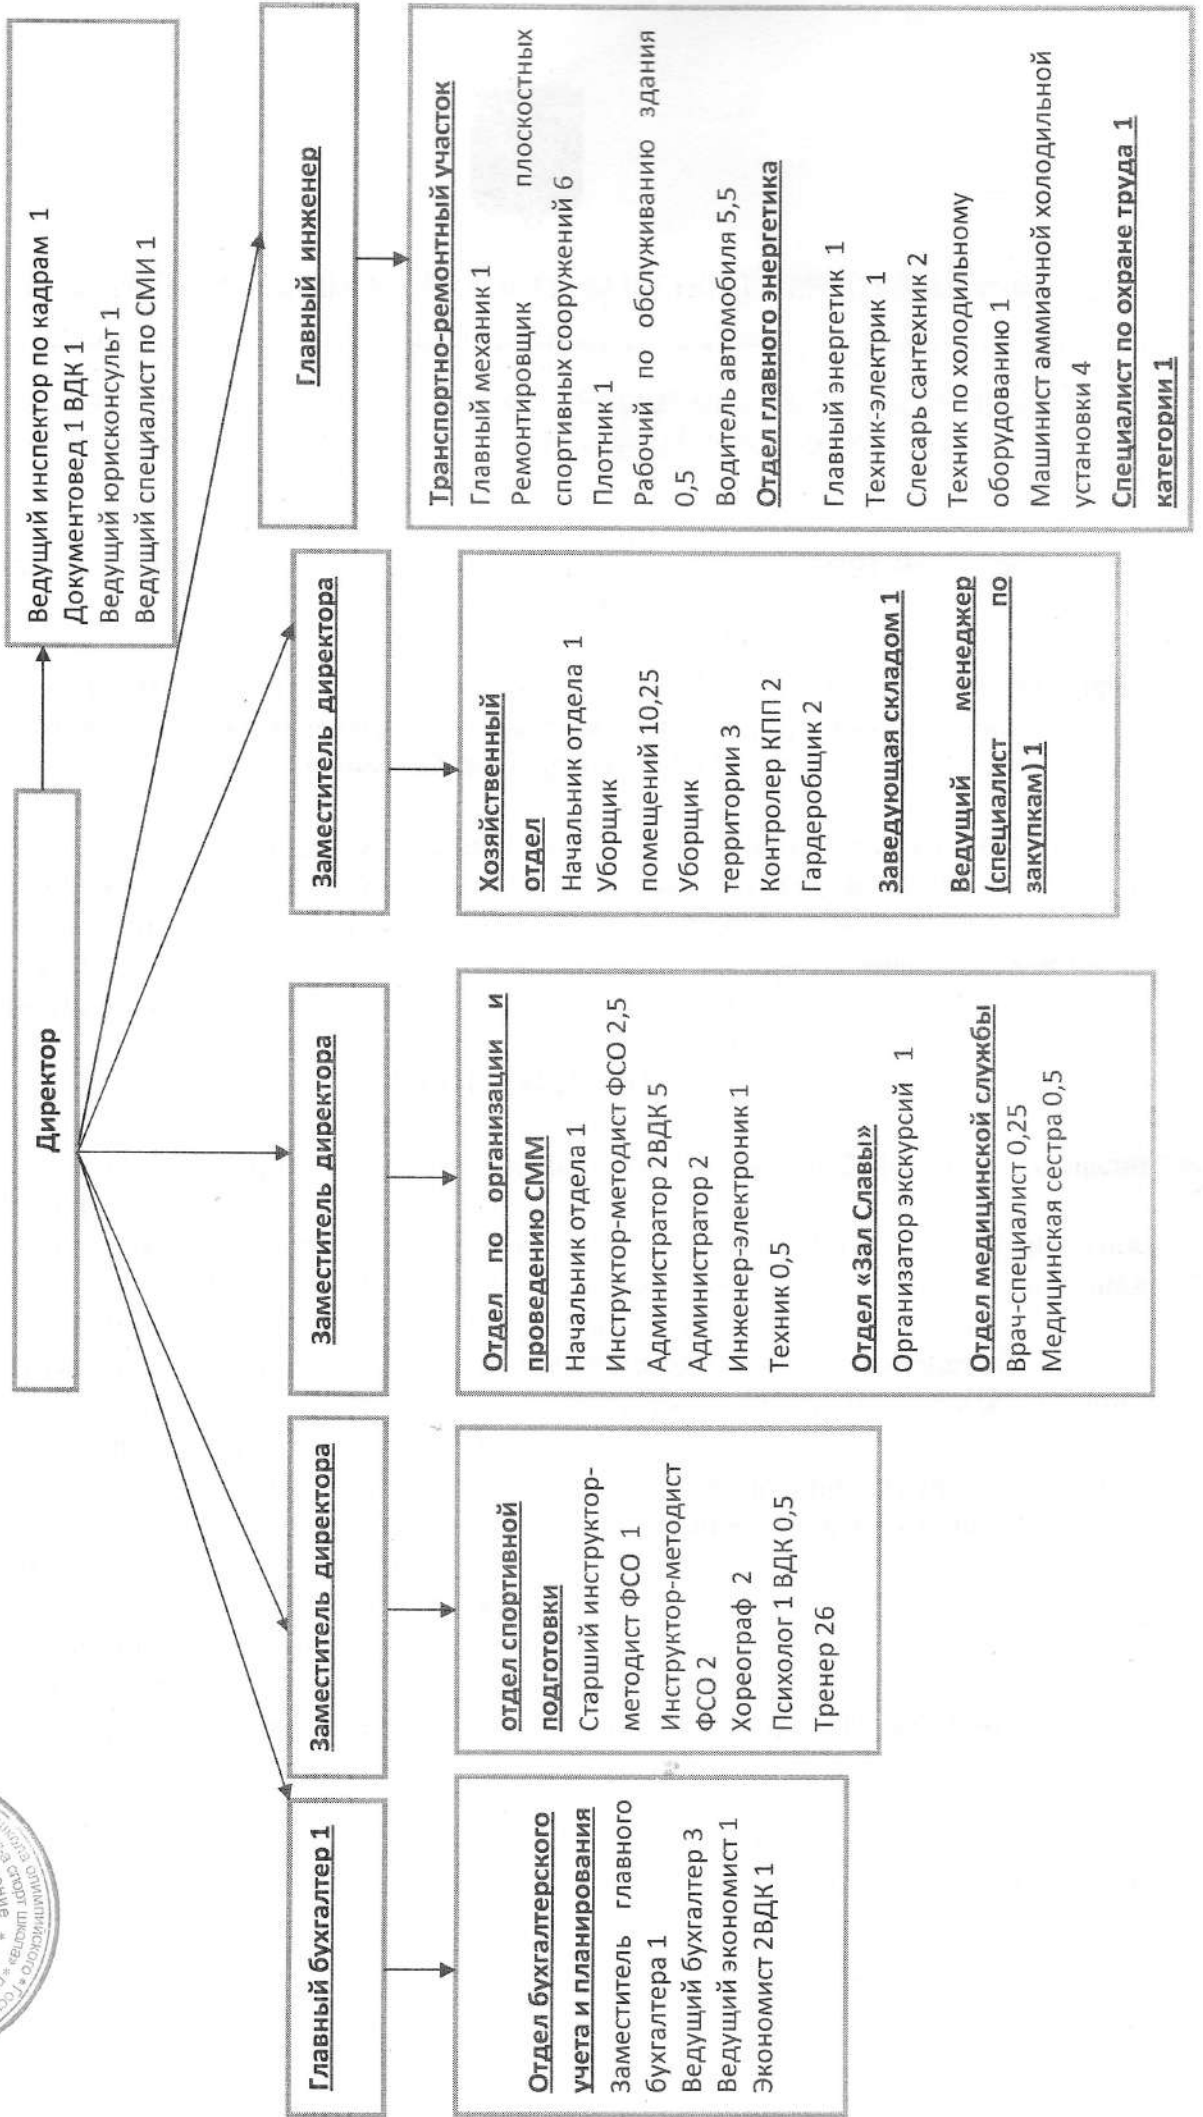 Директор
Ведущий инспектор по кадрам 1
Документовед 1 ВДК 1
Ведущий юрисконсульт 1
Ведущий специалист по СМИ 1
Главный бухгалтер 1
Отдел бухгалтерского
учета и планирования
Заместитель главного
бухгалтера 1
Ведущий бухгалтер 3
Ведущий экономист 1
Экономист 2ВДК 1
Заместитель директора
отдел спортивной
подготовки
Старший инструктор-
методист ФСО 1
Инструктор-методист
ФСО 2
Хореограф 2
Психолог 1 ВДК 0,5
Тренер 26
Заместитель директора
Отдел по организации и
проведению СММ
Начальник отдела 1
Инструктор-методист ФСО 2,5
Администратор 2ВДК 5
Администратор 2
Инженер-электроник 1
Техник 0,5
Отдел «Зал Славы»
Организатор экскурсий 1
Отдел медицинской службы
Врач-специалист 0,25
Медицинская сестра 0,5
Заместитель директора
Хозяйственный
отдел
Начальник отдела 1
Уборщик
помещений 10,25
Уборщик
территории 3
Контролер КПП 2
Гардеробщик 2
Заведующая складом 1
Ведущий менеджер
(специалист по
закупкам) 1
Главный инженер
Транспортно-ремонтный участок
Главный механик 1
Ремонтировщик плоскостных
спортивных сооружений 6
Плотник 1
Рабочий по обслуживанию здания
0,5
Водитель автомобиля 5,5
Отдел главного энергетика
Главный энергетик 1
Техник-электрик 1
Слесарь сантехник 2
Техник по холодильному
оборудованию 1
Машинист аммиачной холодильной
установки 4
Специалист по охране труда 1
категории 1